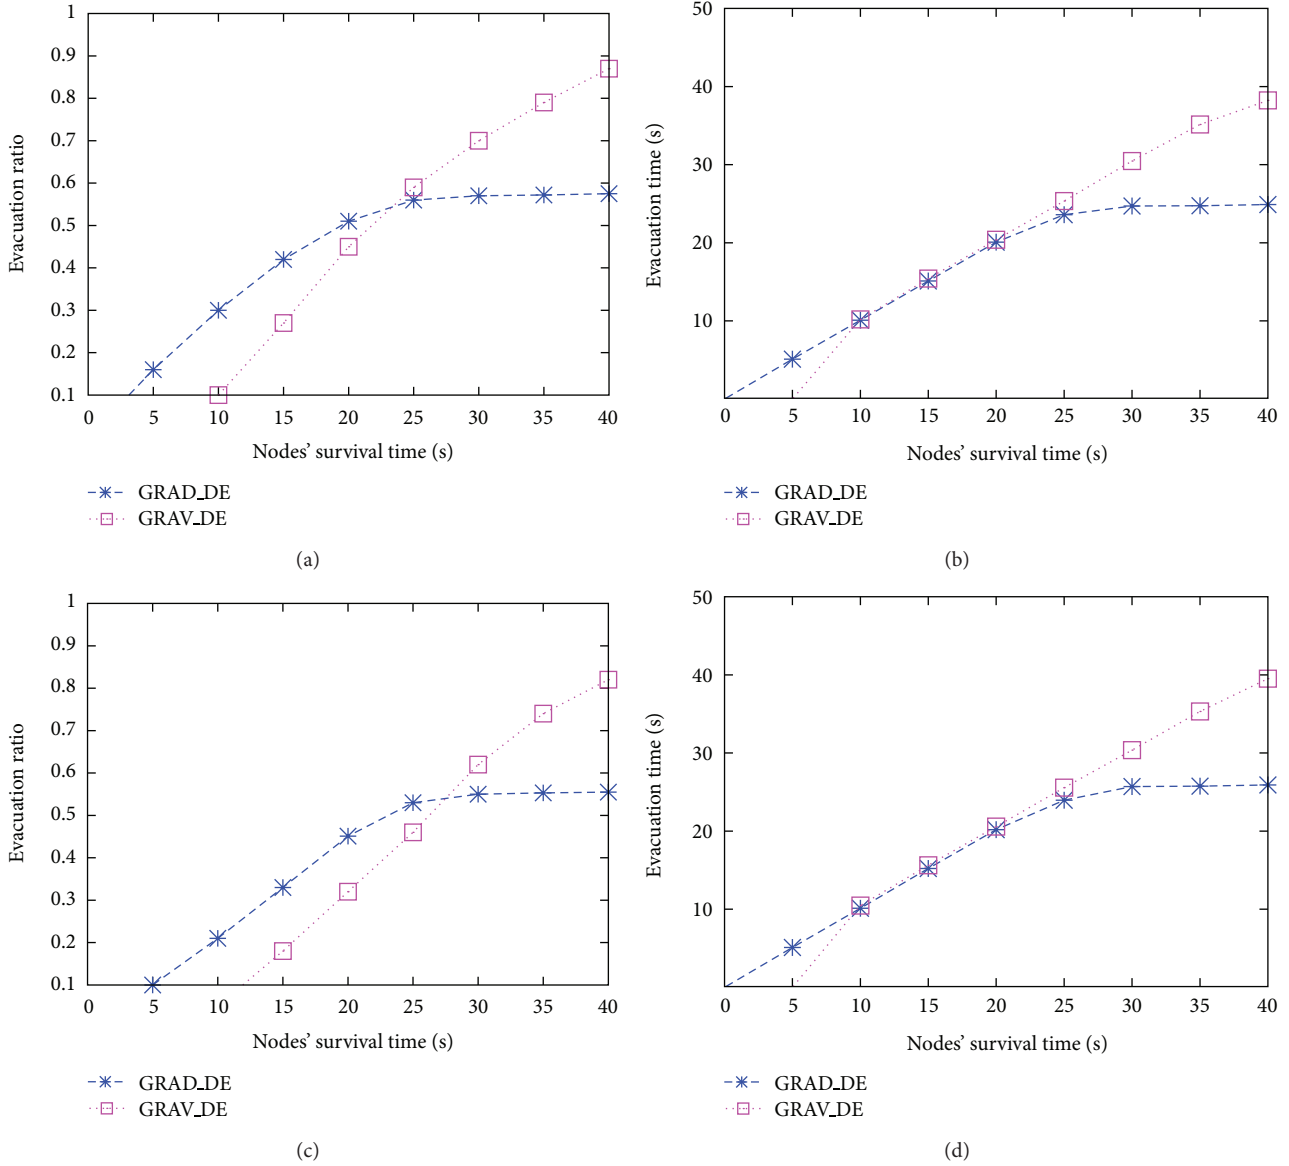 1
0.9
0.8
0.7
0.6
0.5
0.4
0.3
0.2
0.1
Evacuation ratio
0 5 10 15 20 25 30 35 40
Nodes’ survival time (s)
GRAD_DE
GRAV_DE
(a)
50
40
30
20
10
Evacuation time (s)
0 5 10 15 20 25 30 35 40
Nodes’ survival time (s)
GRAD_DE
GRAV_DE
(b)
1
0.9
0.8
0.7
0.6
0.5
0.4
0.3
0.2
0.1
Evacuation ratio
0 5 10 15 20 25 30 35 40
Nodes’ survival time (s)
GRAD_DE
GRAV_DE
(c)
50
40
30
20
10
Evacuation time (s)
0 5 10 15 20 25 30 35 40
Nodes’ survival time (s)
GRAD_DE
GRAV_DE
(d)